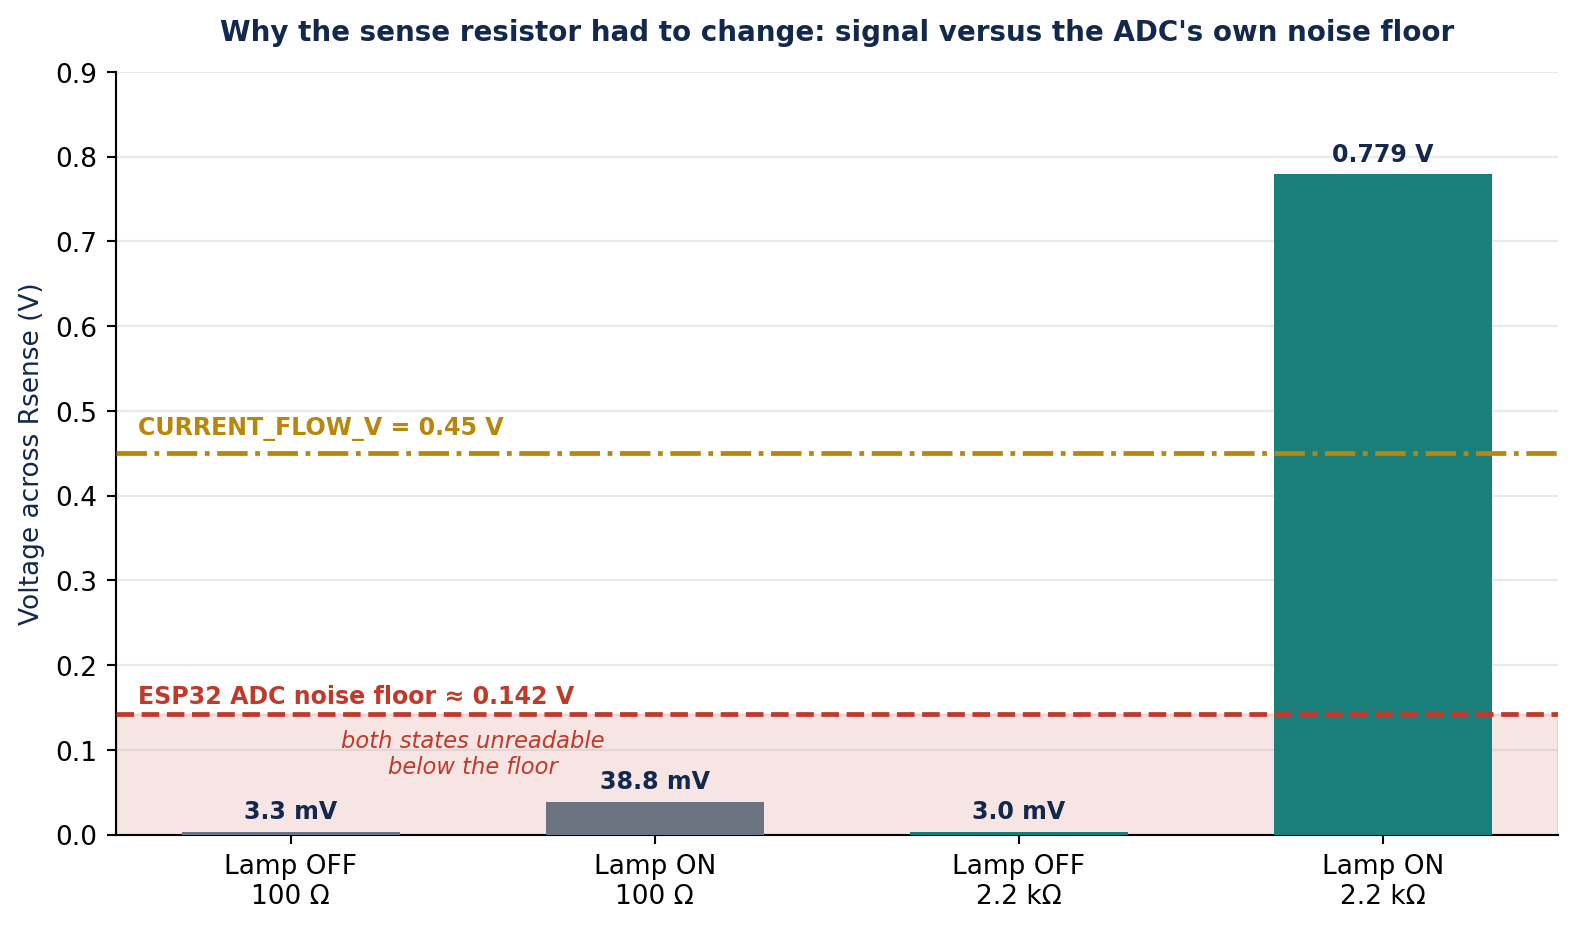 Why the sense resistor had to change: signal versus the ADC's own noise floor
Voltage across Rsense (V)
0.9
0.8
0.7
0.6
0.5
0.4
0.3
0.2
0.1
0.0
0.779 V
CURRENT_FLOW_V = 0.45 V
ESP32 ADC noise floor ≈ 0.142 V
both states unreadable
below the floor
3.3 mV
38.8 mV
3.0 mV
Lamp OFF
100 Ω
Lamp ON
100 Ω
Lamp OFF
2.2 kΩ
Lamp ON
2.2 kΩ